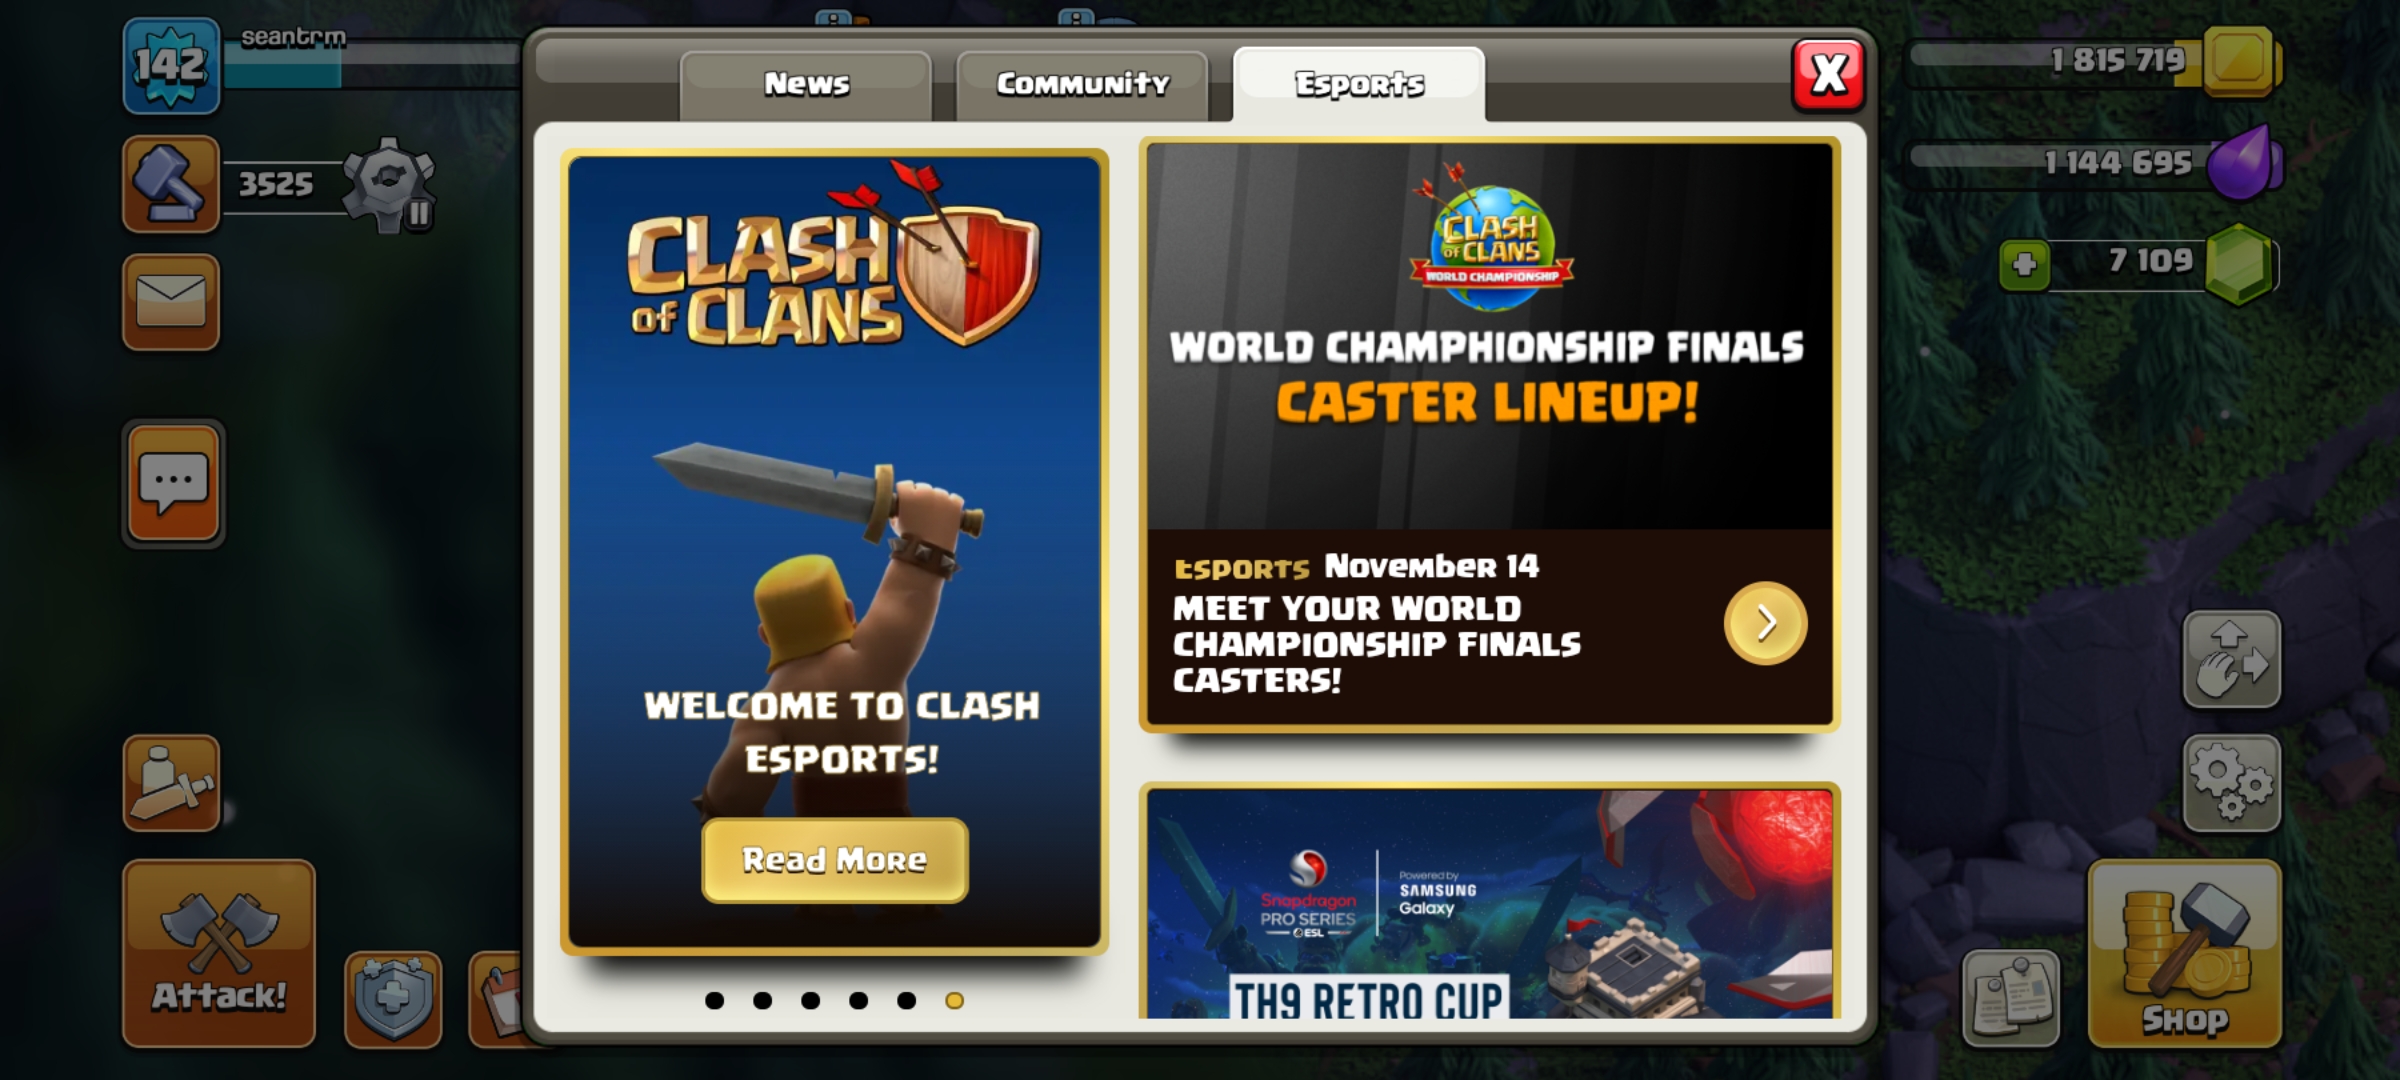 142
seantrm
3525
Attack!
News
Community
Esports
X
CLASH
OF CLANS
WELCOME TO CLASH
ESPORTS!
Read More
CLASH
OF CLANS
WORLD CHAMPIONSHIP
WORLD CHAMPHIONSHIP FINALS
CASTER LINEUP!
ESPORTS November 14
MEET YOUR WORLD
CHAMPIONSHIP FINALS
CASTERS!
Snapdragon
PRO SERIES
ESL
Powered by
SAMSUNG
Galaxy
TH9 RETRO CUP
1 815 719
1 144 695
7 109
Shop